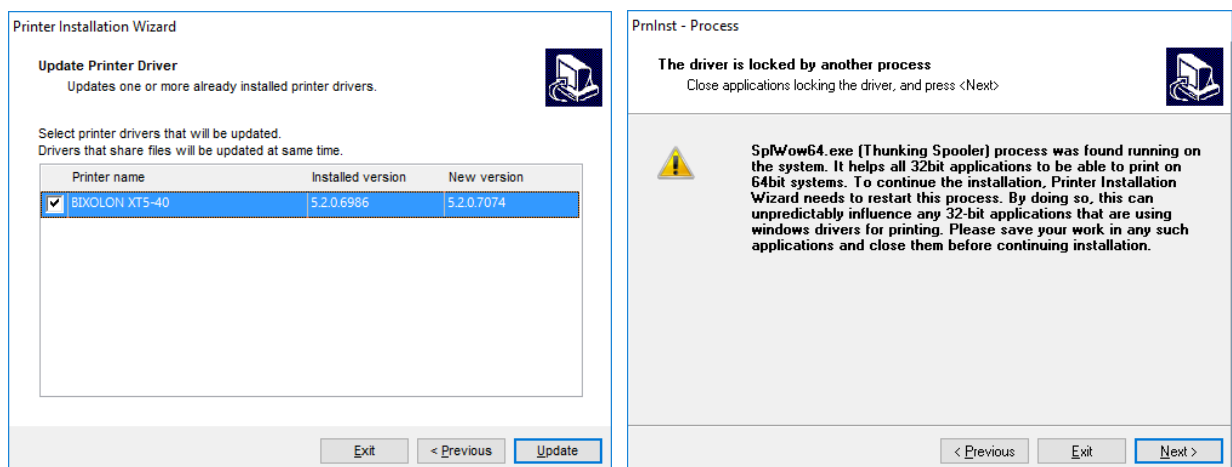 Printer Installation Wizard
Update Printer Driver
Updates one or more already installed printer drivers.
Select printer drivers that will be updated.
Drivers that share files will be updated at same time.
Printer name Installed version New version
BIXOLON XT5-40 5.2.0.6986 5.2.0.7074
Exit < Previous Update
PrnInst - Process
The driver is locked by another process
Close applications locking the driver, and press <Next>
SplWow64.exe (Thunking Spooler) process was found running on
the system. It helps all 32bit applications to be able to print on
64bit systems. To continue the installation, Printer Installation
Wizard needs to restart this process. By doing so, this can
unpredictably influence any 32-bit applications that are using
windows drivers for printing. Please save your work in any such
applications and close them before continuing installation.
< Previous Exit Next >